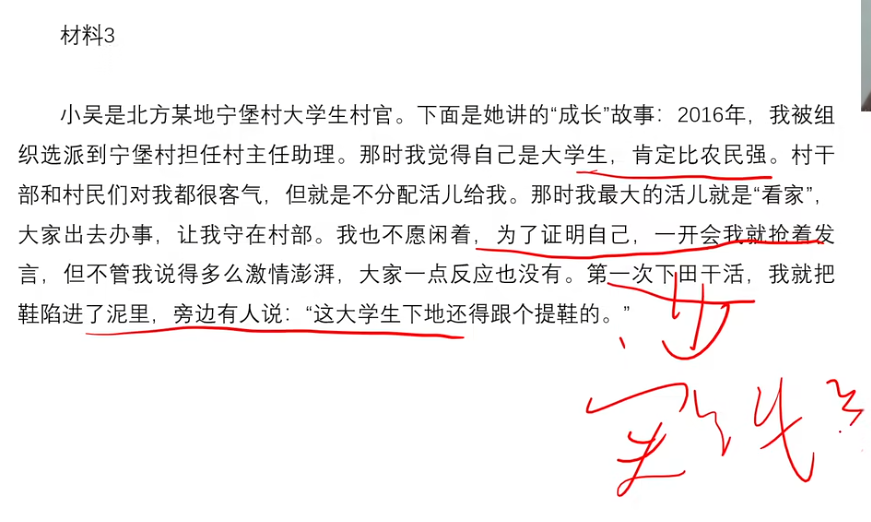 材料3
小吴是北方某地宁堡村大学生村官。下面是她讲的“成长”故事：2016年，我被组
织选派到宁堡村担任村主任助理。那时我觉得自己是大学生，肯定比农民强。村干
部和村民们对我都很客气，但就是不分配活儿给我。那时我最大的活儿就是“看家”，
大家出去办事，让我守在村部。我也不愿闲着，为了证明自己，一开会我就抢着发
言，但不管我说得多么激情澎湃，大家一点反应也没有。第一次下田干活，我就把
鞋陷进了泥里，旁边有人说：“这大学生下地还得跟个提鞋的。”